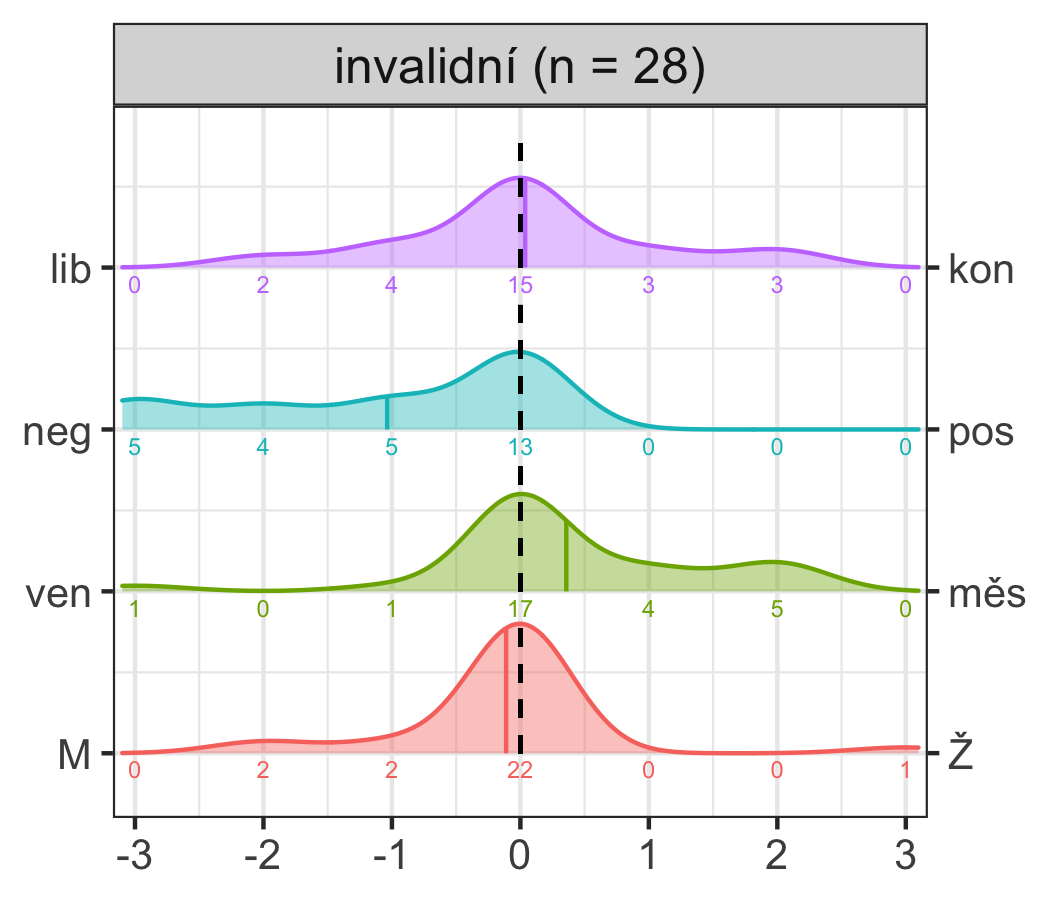 invalidní (n = 28)
lib kon
0 2 4 15 3 3 0
neg pos
5 4 5 13 0 0 0
ven měs
1 0 1 17 4 5 0
M Ž
0 2 2 22 0 0 1
-3 -2 -1 0 1 2 3